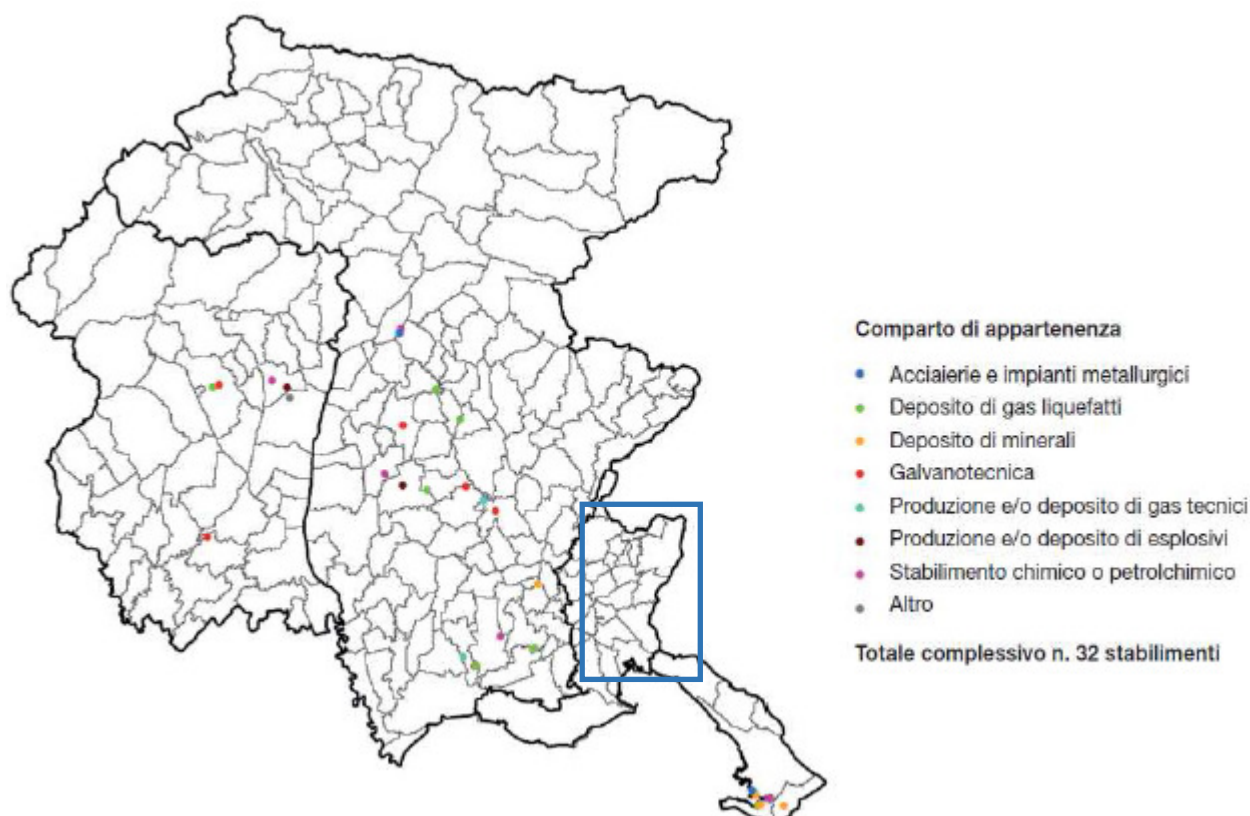 Comparto di appartenenza
Acciaierie e impianti metallurgici
Deposito di gas liquefatti
Deposito di minerali
Galvanotecnica
Produzione e/o deposito di gas tecnici
Produzione e/o deposito di esplosivi
Stabilimento chimico o petrolchimico
Altro
Totale complessivo n. 32 stabilimenti